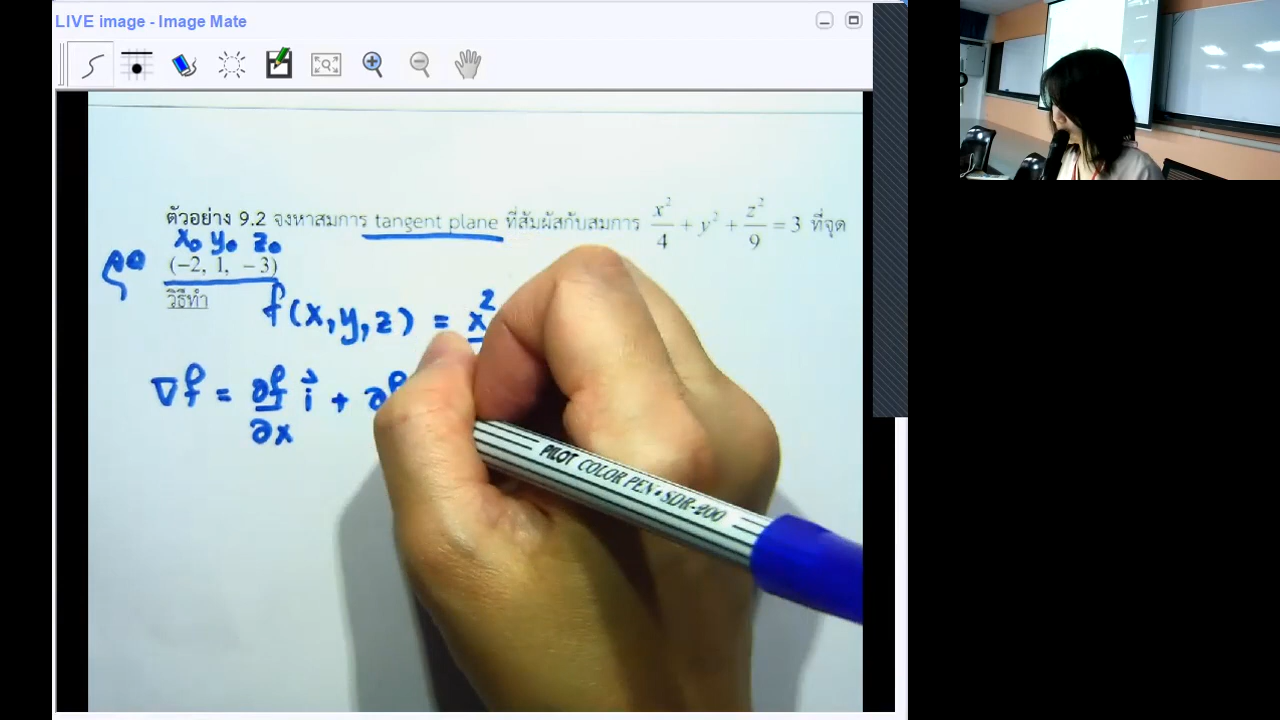 LIVE image - Image Mate
ตัวอย่าง 9.2 จงหาสมการ tangent plane ที่สัมผัสกับสมการ x²/4 + y² + z²/9 = 3 ที่จุด
x₀ y₀ z₀
(−2, 1, −3)
วิธีทำ
f(x,y,z) = x²
∇f = ∂f/∂x i⃗ + ∂f
PILOT COLOR PEN • SDR-200